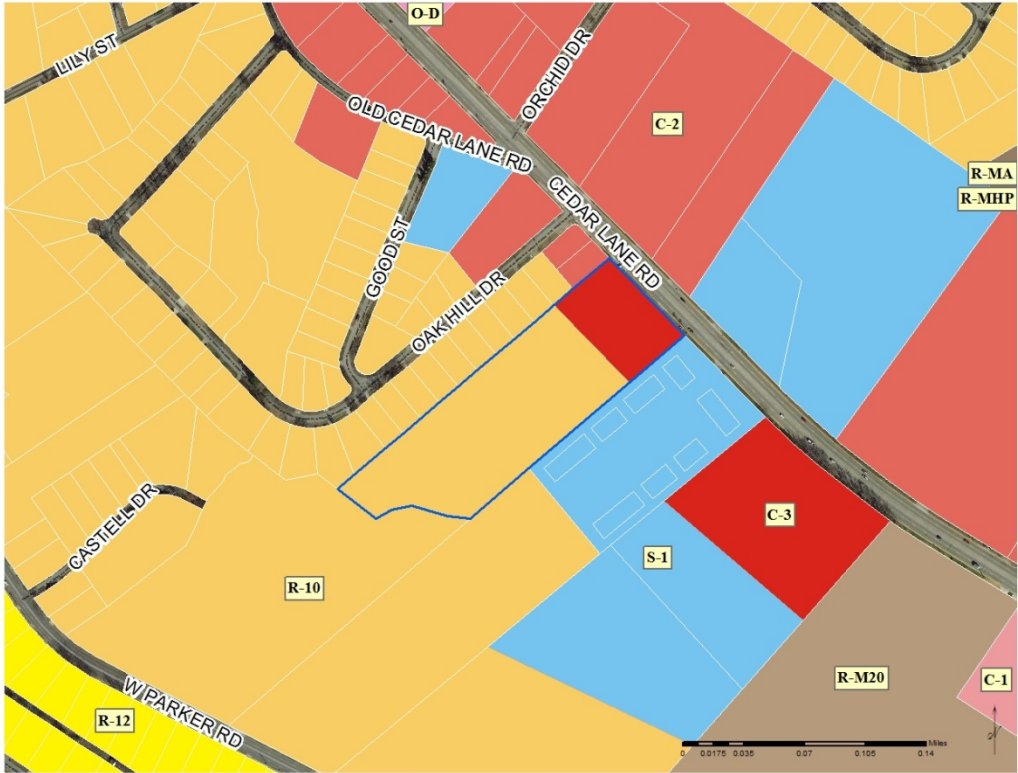 O-D
LILY ST
ORCHID DR
OLD CEDAR LANE RD
C-2
R-MA
R-MHP
CEDAR LANE RD
GOOD ST
OAK HILL DR
CASTELL DR
C-3
S-1
R-10
R-M20
C-1
W PARKER RD
R-12
Miles
0 0.0175 0.035 0.07 0.105 0.14